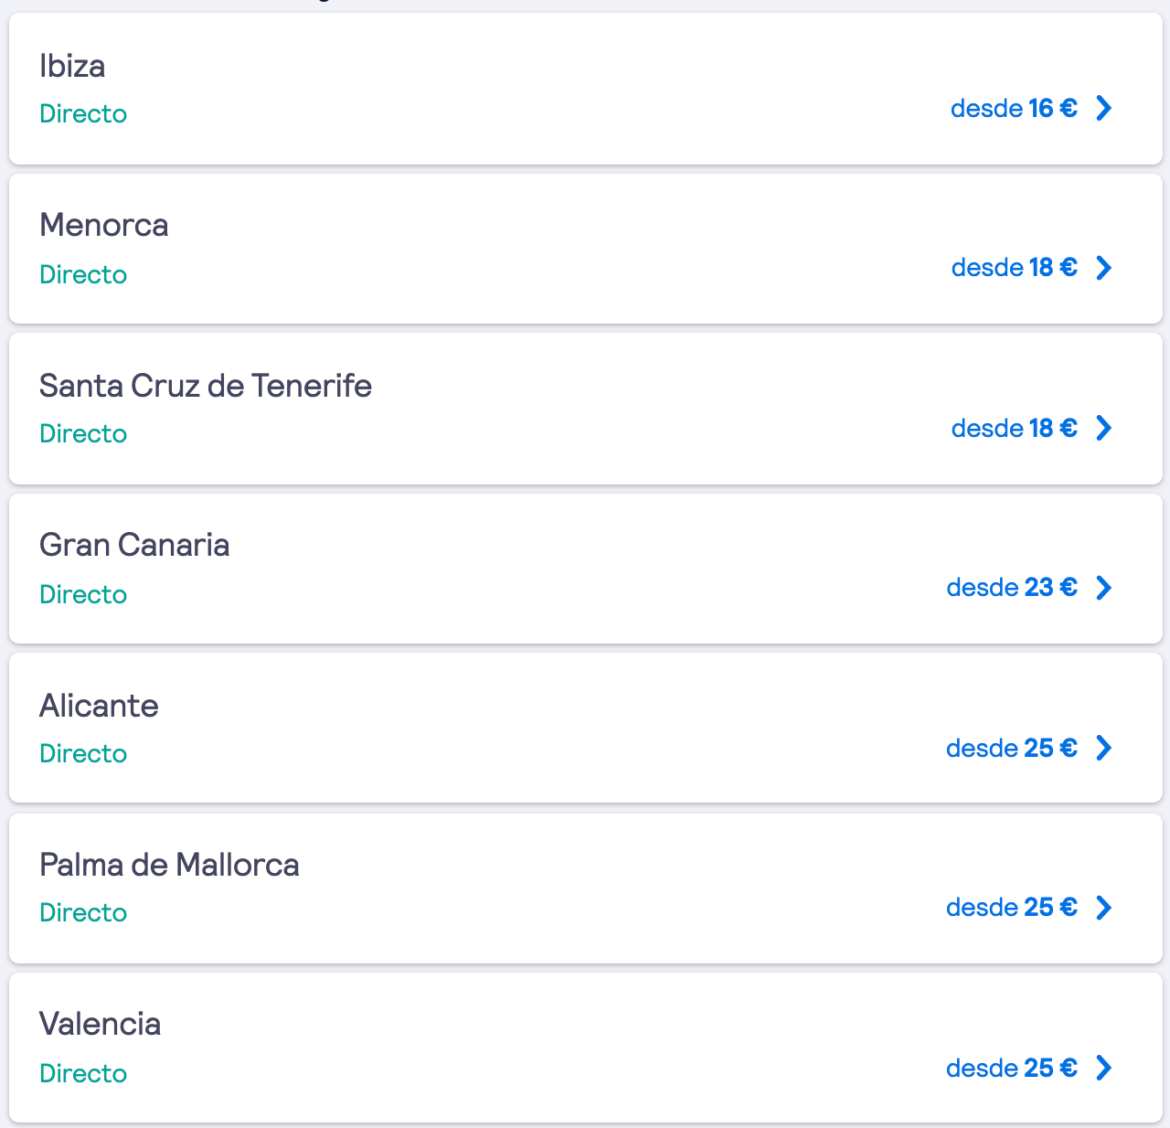 Ibiza
Directo
desde 16 €
Menorca
Directo
desde 18 €
Santa Cruz de Tenerife
Directo
desde 18 €
Gran Canaria
Directo
desde 23 €
Alicante
Directo
desde 25 €
Palma de Mallorca
Directo
desde 25 €
Valencia
Directo
desde 25 €